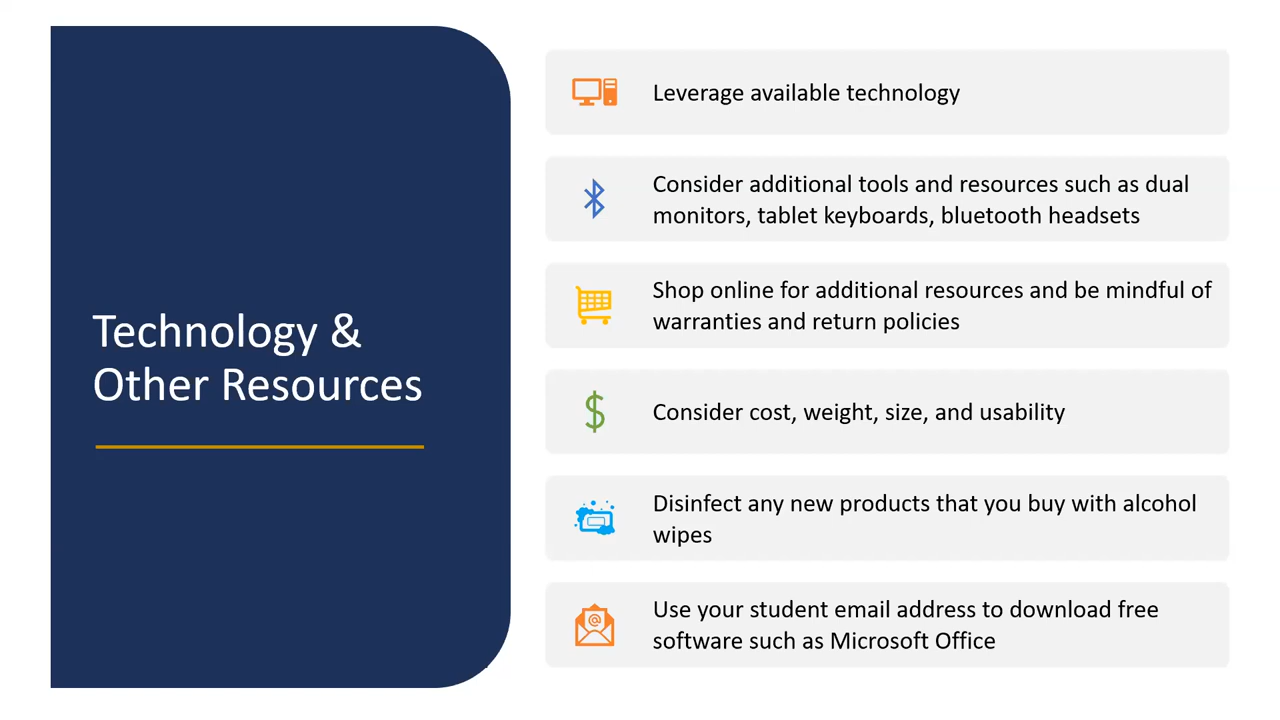 Technology &
Other Resources
Leverage available technology
Consider additional tools and resources such as dual
monitors, tablet keyboards, bluetooth headsets
Shop online for additional resources and be mindful of
warranties and return policies
Consider cost, weight, size, and usability
Disinfect any new products that you buy with alcohol
wipes
Use your student email address to download free
software such as Microsoft Office